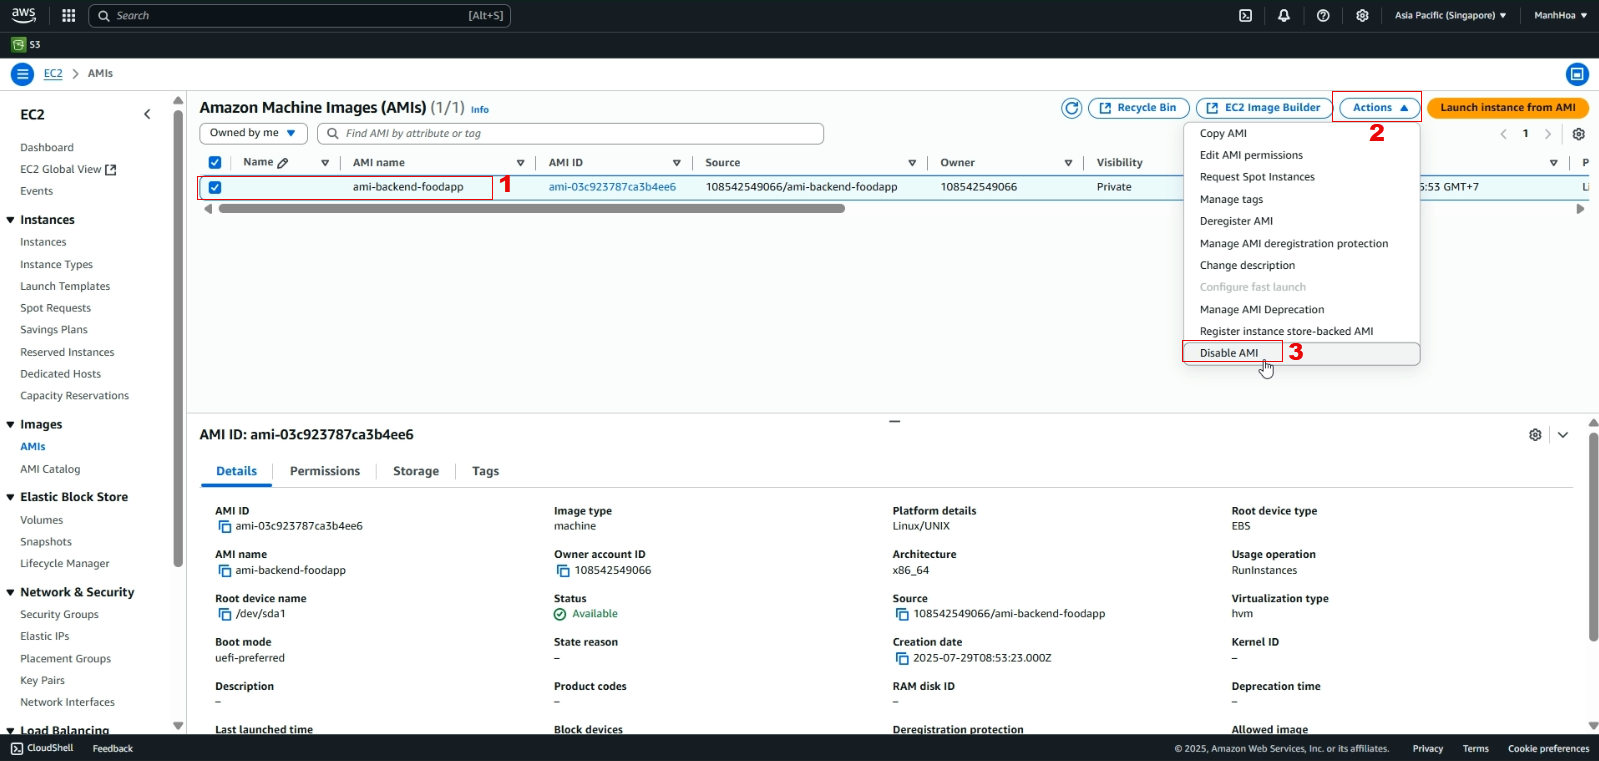 aws
Search
[Alt+S]
Asia Pacific (Singapore)
ManhHoa
S3
EC2
AMIs
EC2
Dashboard
EC2 Global View
Events
Instances
Instances
Instance Types
Launch Templates
Spot Requests
Savings Plans
Reserved Instances
Dedicated Hosts
Capacity Reservations
Images
AMIs
AMI Catalog
Elastic Block Store
Volumes
Snapshots
Lifecycle Manager
Network & Security
Security Groups
Elastic IPs
Placement Groups
Key Pairs
Network Interfaces
Load Balancing
Amazon Machine Images (AMIs) (1/1) Info
Recycle Bin
EC2 Image Builder
Actions
Launch instance from AMI
2
Owned by me
Find AMI by attribute or tag
1
Name
AMI name
AMI ID
Source
Owner
Visibility
P
ami-backend-foodapp
1
ami-03c923787ca3b4ee6
108542549066/ami-backend-foodapp
108542549066
Private
5:53 GMT+7
Li
Copy AMI
Edit AMI permissions
Request Spot Instances
Manage tags
Deregister AMI
Manage AMI deregistration protection
Change description
Configure fast launch
Manage AMI Deprecation
Register instance store-backed AMI
Disable AMI
3
AMI ID: ami-03c923787ca3b4ee6
Details
Permissions
Storage
Tags
AMI ID
ami-03c923787ca3b4ee6
Image type
machine
Platform details
Linux/UNIX
Root device type
EBS
AMI name
ami-backend-foodapp
Owner account ID
108542549066
Architecture
x86_64
Usage operation
RunInstances
Root device name
/dev/sda1
Status
Available
Source
108542549066/ami-backend-foodapp
Virtualization type
hvm
Boot mode
uefi-preferred
State reason
–
Creation date
2025-07-29T08:53:23.000Z
Kernel ID
–
Description
–
Product codes
–
RAM disk ID
–
Deprecation time
–
Last launched time
Block devices
Deregistration protection
Allowed image
CloudShell
Feedback
© 2025, Amazon Web Services, Inc. or its affiliates.
Privacy
Terms
Cookie preferences